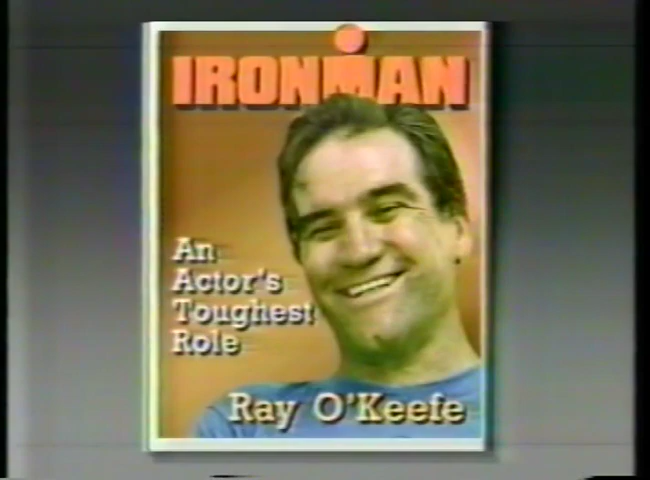 IRONMAN
An
Actor's
Toughest
Role
Ray O'Keefe